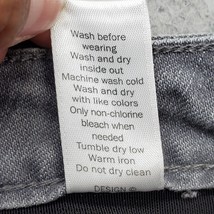 Wash before
wearing
Wash and dry
inside out
Machine wash cold
Wash and dry
with like colors
Only non-chlorine
bleach when
needed
Tumble dry low
Warm iron
Do not dry clean
DESIGN ©